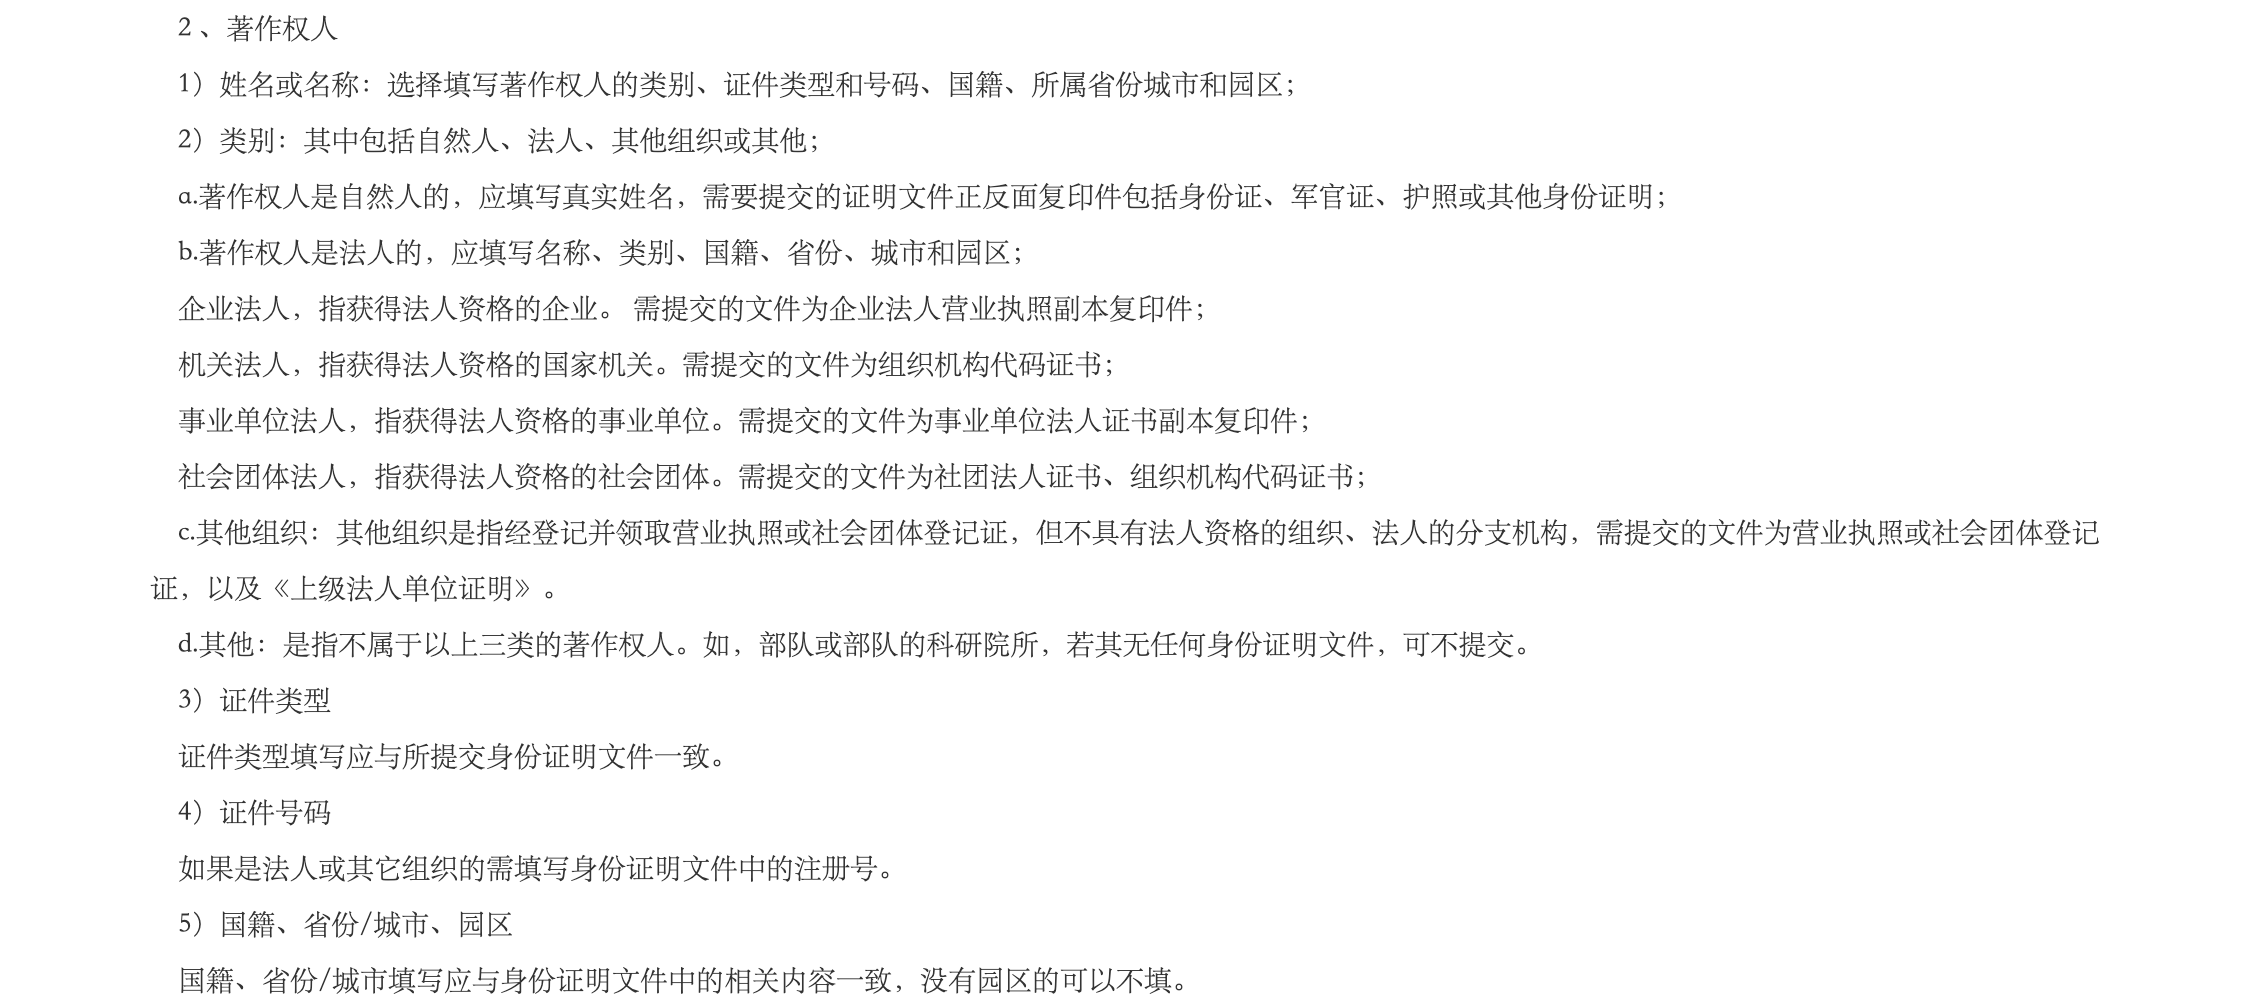 2 、著作权人
1）姓名或名称：选择填写著作权人的类别、证件类型和号码、国籍、所属省份城市和园区；
2）类别：其中包括自然人、法人、其他组织或其他；
a.著作权人是自然人的，应填写真实姓名，需要提交的证明文件正反面复印件包括身份证、军官证、护照或其他身份证明；
b.著作权人是法人的，应填写名称、类别、国籍、省份、城市和园区；
企业法人，指获得法人资格的企业。 需提交的文件为企业法人营业执照副本复印件；
机关法人，指获得法人资格的国家机关。需提交的文件为组织机构代码证书；
事业单位法人，指获得法人资格的事业单位。需提交的文件为事业单位法人证书副本复印件；
社会团体法人，指获得法人资格的社会团体。需提交的文件为社团法人证书、组织机构代码证书；
c.其他组织：其他组织是指经登记并领取营业执照或社会团体登记证，但不具有法人资格的组织、法人的分支机构，需提交的文件为营业执照或社会团体登记
证，以及《上级法人单位证明》。
d.其他：是指不属于以上三类的著作权人。如，部队或部队的科研院所，若其无任何身份证明文件，可不提交。
3）证件类型
证件类型填写应与所提交身份证明文件一致。
4）证件号码
如果是法人或其它组织的需填写身份证明文件中的注册号。
5）国籍、省份/城市、园区
国籍、省份/城市填写应与身份证明文件中的相关内容一致，没有园区的可以不填。